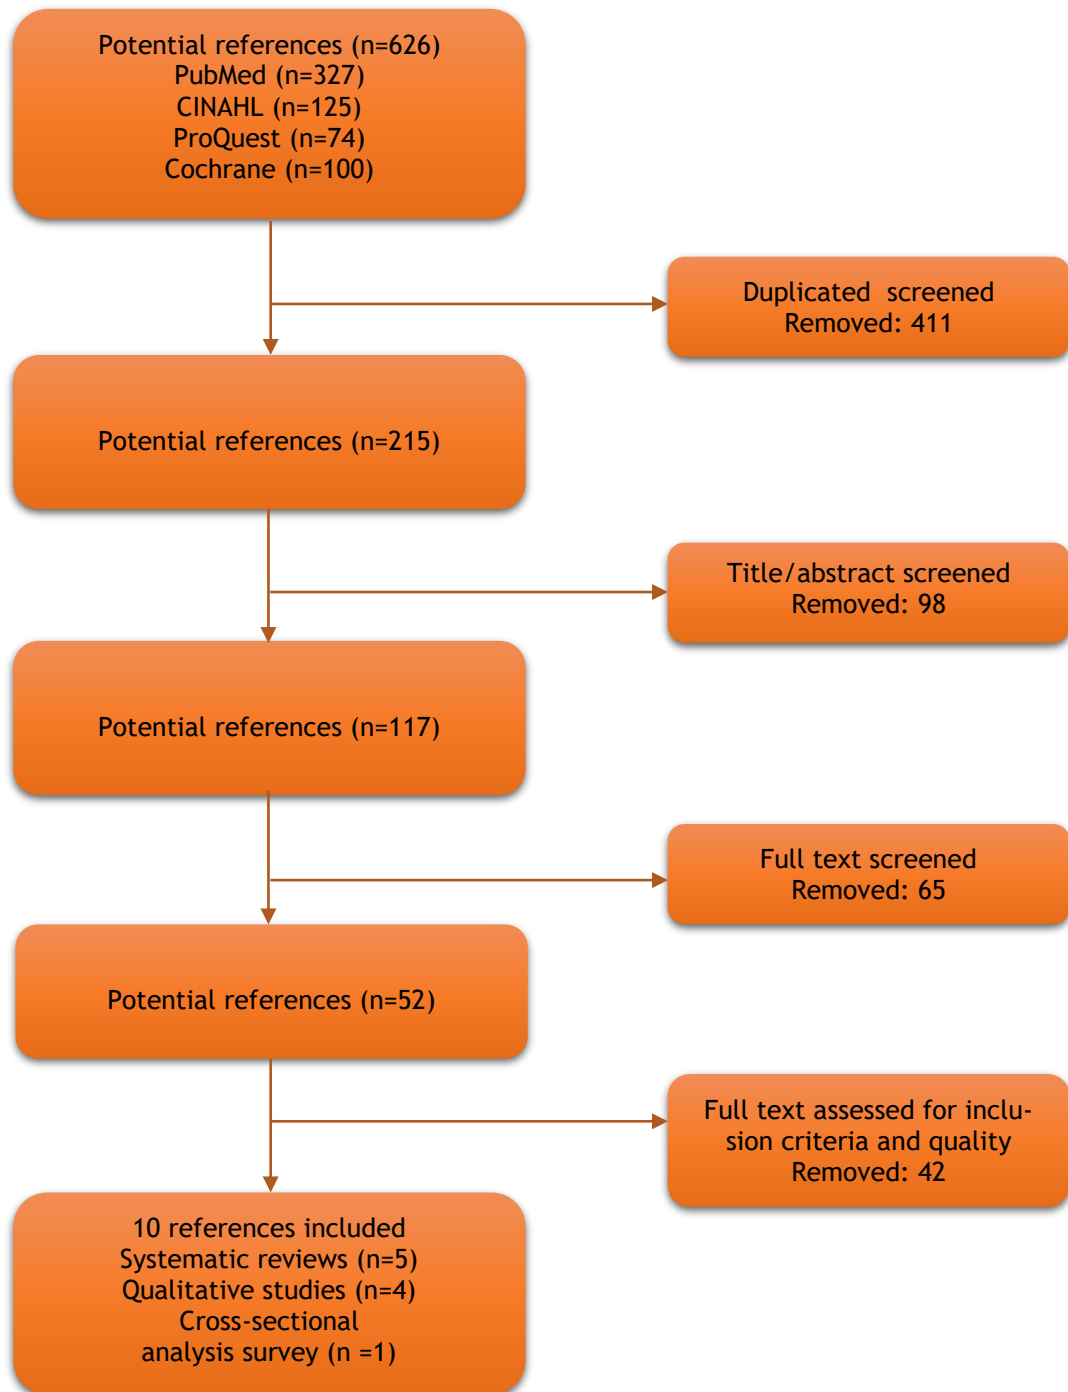 Potential references (n=626)
PubMed (n=327)
CINAHL (n=125)
ProQuest (n=74)
Cochrane (n=100)
Duplicated screened
Removed: 411
Potential references (n=215)
Title/abstract screened
Removed: 98
Potential references (n=117)
Full text screened
Removed: 65
Potential references (n=52)
Full text assessed for inclu-
sion criteria and quality
Removed: 42
10 references included
Systematic reviews (n=5)
Qualitative studies (n=4)
Cross-sectional
analysis survey (n =1)